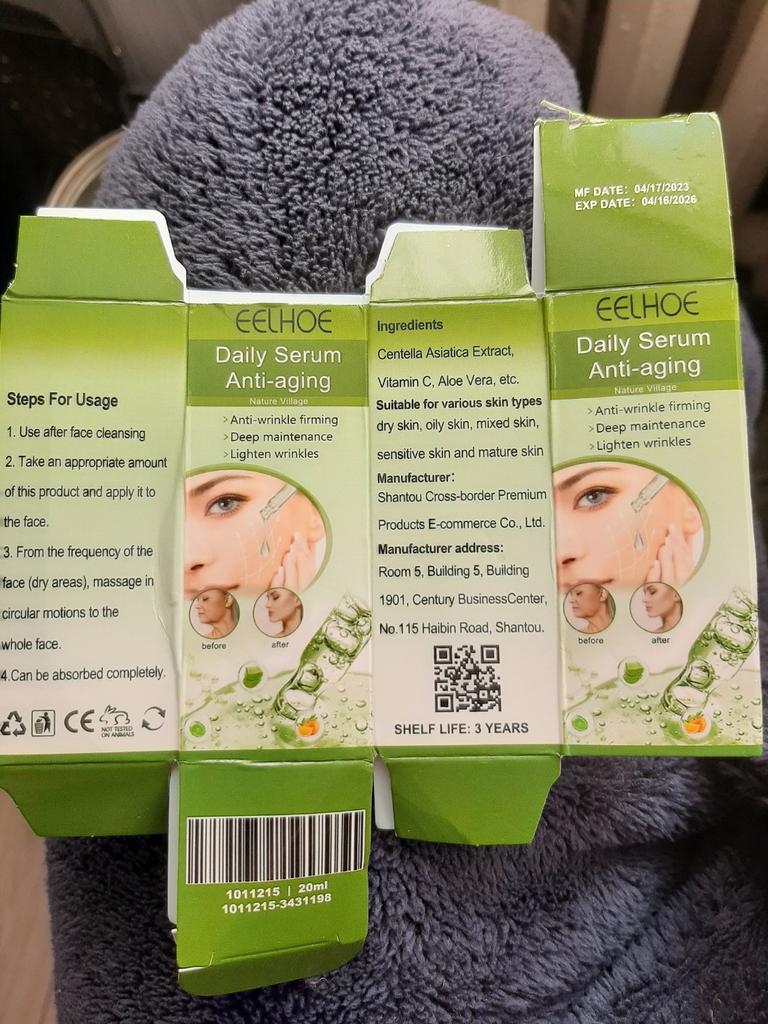 MF DATE: 04/17/2023
EXP DATE: 04/16/2026
Steps For Usage
1. Use after face cleansing
2. Take an appropriate amount
of this product and apply it to
the face.
3. From the frequency of the
face (dry areas), massage in
circular motions to the
whole face.
4.Can be absorbed completely.
CE
NOT TESTED
ON ANIMALS
EELHOE
Daily Serum
Anti-aging
Nature Village
> Anti-wrinkle firming
> Deep maintenance
> Lighten wrinkles
before
after
1011215 | 20ml
1011215-3431198
Ingredients
Centella Asiatica Extract,
Vitamin C, Aloe Vera, etc.
Suitable for various skin types
dry skin, oily skin, mixed skin,
sensitive skin and mature skin
Manufacturer:
Shantou Cross-border Premium
Products E-commerce Co., Ltd.
Manufacturer address:
Room 5, Building 5, Building
1901, Century BusinessCenter,
No.115 Haibin Road, Shantou.
SHELF LIFE: 3 YEARS
EELHOE
Daily Serum
Anti-aging
Nature Village
> Anti-wrinkle firming
> Deep maintenance
> Lighten wrinkles
before
after